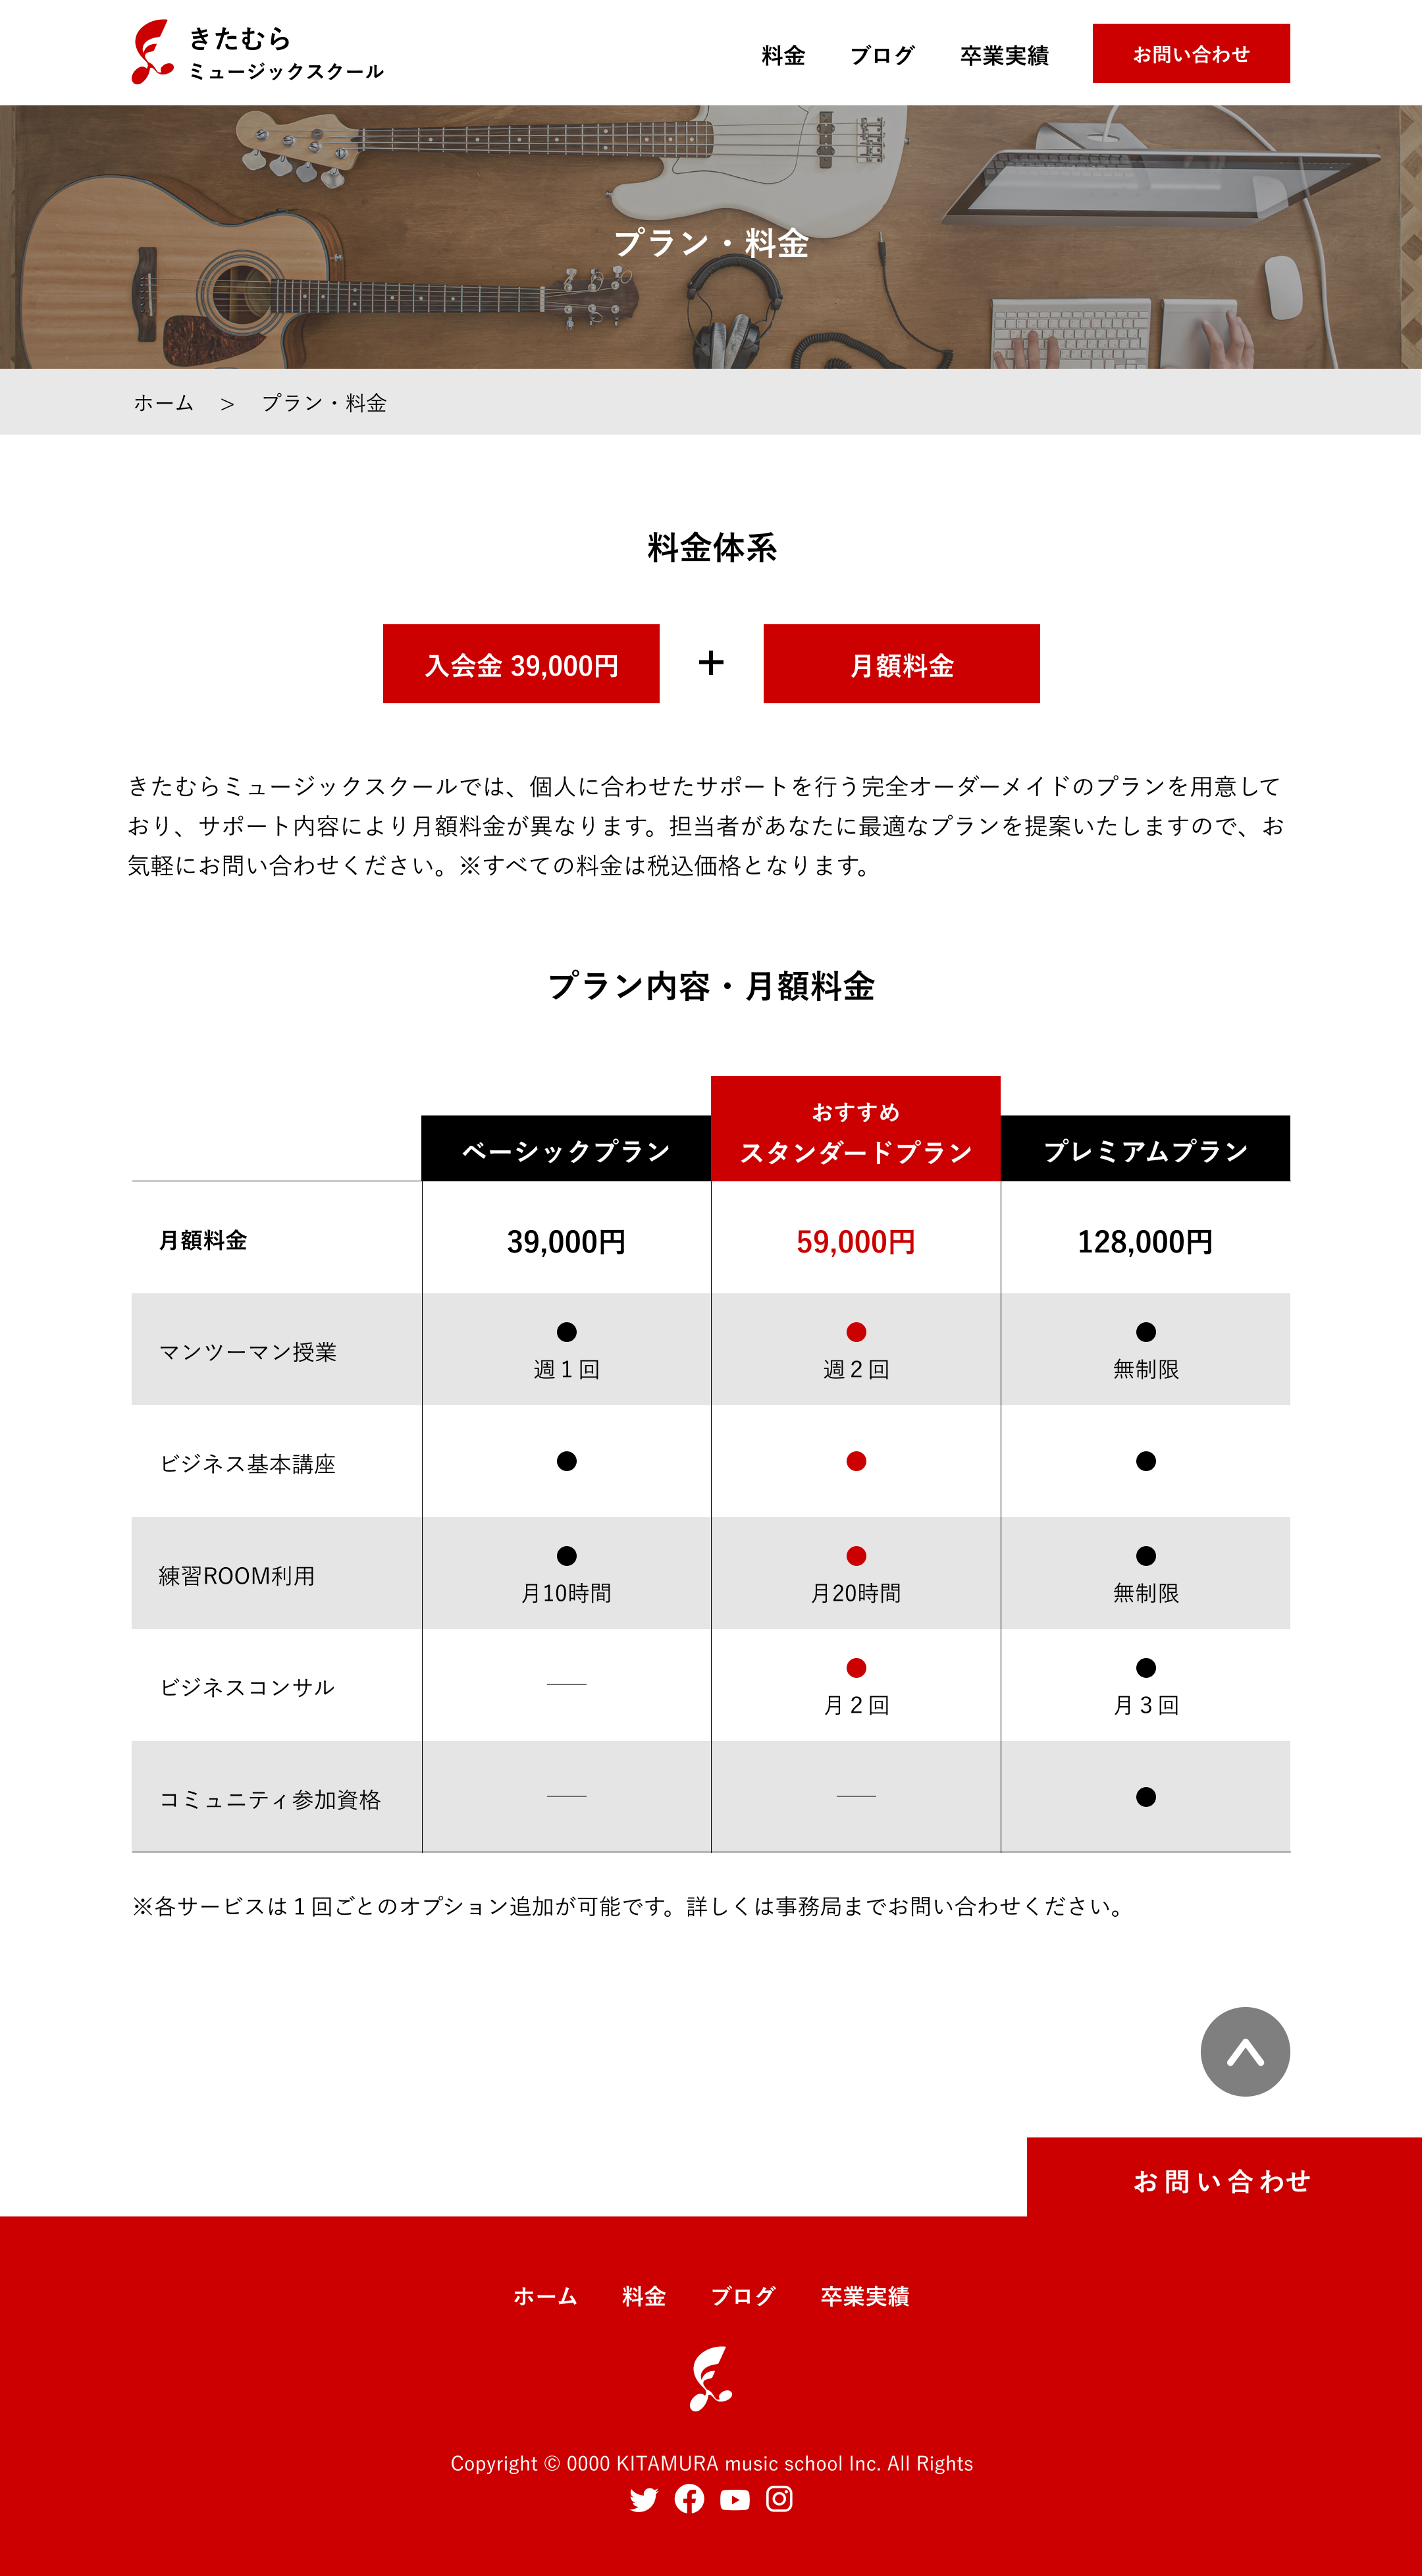 きたむら
ミュージックスクール
料金 ブログ 卒業実績 お問い合わせ
プラン・料金
ホーム > プラン・料金
料金体系
入会金 39,000円 + 月額料金
きたむらミュージックスクールでは、個人に合わせたサポートを行う完全オーダーメイドのプランを用意して
おり、サポート内容により月額料金が異なります。担当者があなたに最適なプランを提案いたしますので、お
気軽にお問い合わせください。※すべての料金は税込価格となります。
プラン内容・月額料金
おすすめ
ベーシックプラン スタンダードプラン プレミアムプラン
月額料金 39,000円 59,000円 128,000円
マンツーマン授業 ● 週１回 ● 週２回 ● 無制限
ビジネス基本講座 ● ● ●
練習ROOM利用 ● 月10時間 ● 月20時間 ● 無制限
ビジネスコンサル — ● 月２回 ● 月３回
コミュニティ参加資格 — — ●
※各サービスは１回ごとのオプション追加が可能です。詳しくは事務局までお問い合わせください。
お問い合わせ
ホーム 料金 ブログ 卒業実績
Copyright © 0000 KITAMURA music school Inc. All Rights